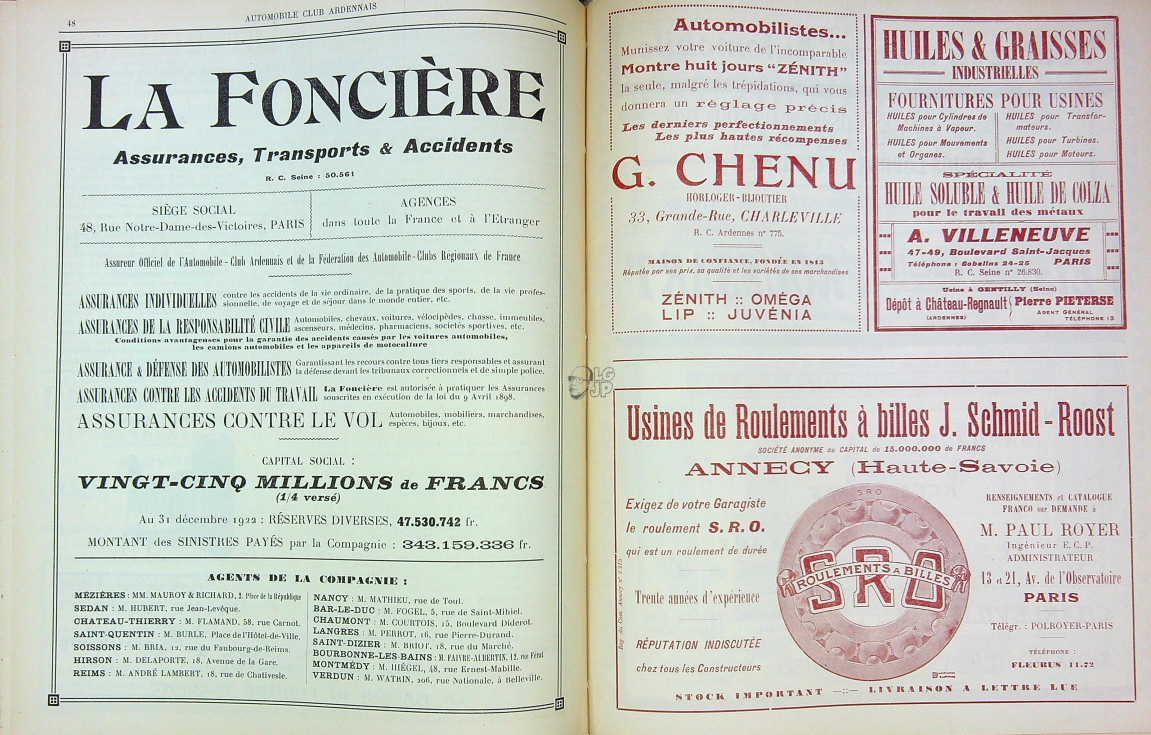 48
AUTOMOBILE CLUB ARDENNAIS
LA FONCIÈRE
Assurances, Transports & Accidents
R. C. Seine : 50.561
SIÈGE SOCIAL
48, Rue Notre-Dame-des-Victoires, PARIS
AGENCES
dans toute la France et à l'Etranger
Assureur Officiel de l'Automobile-Club Ardennais et de la Fédération des Automobile-Clubs Régionaux de France
ASSURANCES INDIVIDUELLES contre les accidents de la vie ordinaire, de la pratique des sports, de la vie profes-
sionnelle, de voyage et de séjour dans le monde entier, etc.
ASSURANCES DE LA RESPONSABILITÉ CIVILE Automobiles, chevaux, voitures, vélocipèdes, chasse, immeubles,
ascenseurs, médecins, pharmaciens, sociétés sportives, etc.
Conditions avantageuses pour la garantie des accidents causés par les voitures automobiles,
les camions automobiles et les appareils de motoculture
ASSURANCE & DÉFENSE DES AUTOMOBILISTES Garantissant les recours contre tous tiers responsables et assurant
la défense devant les tribunaux correctionnels et de simple police.
ASSURANCES CONTRE LES ACCIDENTS DU TRAVAIL La Foncière est autorisée à pratiquer les Assurances
souscrites en exécution de la loi du 9 Avril 1898.
ASSURANCES CONTRE LE VOL Automobiles, mobiliers, marchandises,
espèces, bijoux, etc.
CAPITAL SOCIAL :
VINGT-CINQ MILLIONS de FRANCS
(1/4 versé)
Au 31 décembre 1922 : RÉSERVES DIVERSES, 47.530.742 fr.
MONTANT des SINISTRES PAYÉS par la Compagnie : 343.159.336 fr.
AGENTS DE LA COMPAGNIE :
MÉZIÈRES : MM. MAUROY & RICHARD, 2, Place de la République
SEDAN : M. HUBERT, rue Jean-Levêque.
CHATEAU-THIERRY : M. FLAMAND, 58, rue Carnot.
SAINT-QUENTIN : M. BURLE, Place de l'Hôtel-de-Ville.
SOISSONS : M. BRIA, 12, rue du Faubourg-de-Reims.
HIRSON : M. DELAPORTE, 18, Avenue de la Gare.
REIMS : M. ANDRÉ LAMBERT, 18, rue de Chativesle.
NANCY : M. MATHIEU, rue de Toul.
BAR-LE-DUC : M. FOGEL, 5, rue de Saint-Mihiel.
CHAUMONT : M. COURTOIS, 15, Boulevard Diderot.
LANGRES : M. PERROT, 16, rue Pierre-Durand.
SAINT-DIZIER : M. BRIOT, 18, rue du Marché.
BOURBONNE-LES-BAINS : M. FAIVRE-ALBERTIN, 12, rue Férat
MONTMÉDY : M. HIÉGEL, 48, rue Ernest-Mabille.
VERDUN : M. WATRIN, 206, rue Nationale, à Belleville.
Automobilistes...
Munissez votre voiture de l'incomparable
Montre huit jours “ZÉNITH”
la seule, malgré les trépidations, qui vous
donnera un réglage précis
Les derniers perfectionnements
Les plus hautes récompenses
G. CHENU
HORLOGER-BIJOUTIER
33, Grande-Rue, CHARLEVILLE
R. C. Ardennes n° 775.
MAISON DE CONFIANCE, FONDÉE EN 1843
Réputée par ses prix, sa qualité et les variétés de ses marchandises
ZÉNITH :: OMÉGA
LIP :: JUVÉNIA
HUILES & GRAISSES
INDUSTRIELLES
FOURNITURES POUR USINES
HUILES pour Cylindres de
Machines à Vapeur.
HUILES pour Mouvements
et Organes.
HUILES pour Transfor-
mateurs.
HUILES pour Turbines.
HUILES pour Moteurs.
SPÉCIALITÉ
HUILE SOLUBLE & HUILE DE COLZA
pour le travail des métaux
A. VILLENEUVE
47-49, Boulevard Saint-Jacques
Téléphone : Gobelins 24-25 PARIS
R. C. Seine n° 26.830.
Usine à GENTILLY (Seine)
Dépôt à Château-Regnault
(ARDENNES)
Pierre PIETERSE
AGENT GÉNÉRAL
TÉLÉPHONE 13
LG
JP
Usines de Roulements à billes J. Schmid-Roost
SOCIÉTÉ ANONYME au CAPITAL de 15.000.000 de FRANCS
ANNECY (Haute-Savoie)
Exigez de votre Garagiste
le roulement S.R.O.
qui est un roulement de durée
Trente années d'expérience
RÉPUTATION INDISCUTÉE
chez tous les Constructeurs
SRO
SRO
ROULEMENTS A BILLES
RENSEIGNEMENTS et CATALOGUE
FRANCO sur DEMANDE à
M. PAUL ROYER
Ingénieur E.C.P.
ADMINISTRATEUR
13 et 21, Av. de l'Observatoire
PARIS
Télégr. : POLROYER-PARIS
TÉLÉPHONE :
FLEURUS 11.72
STOCK IMPORTANT -::- LIVRAISON A LETTRE LUE